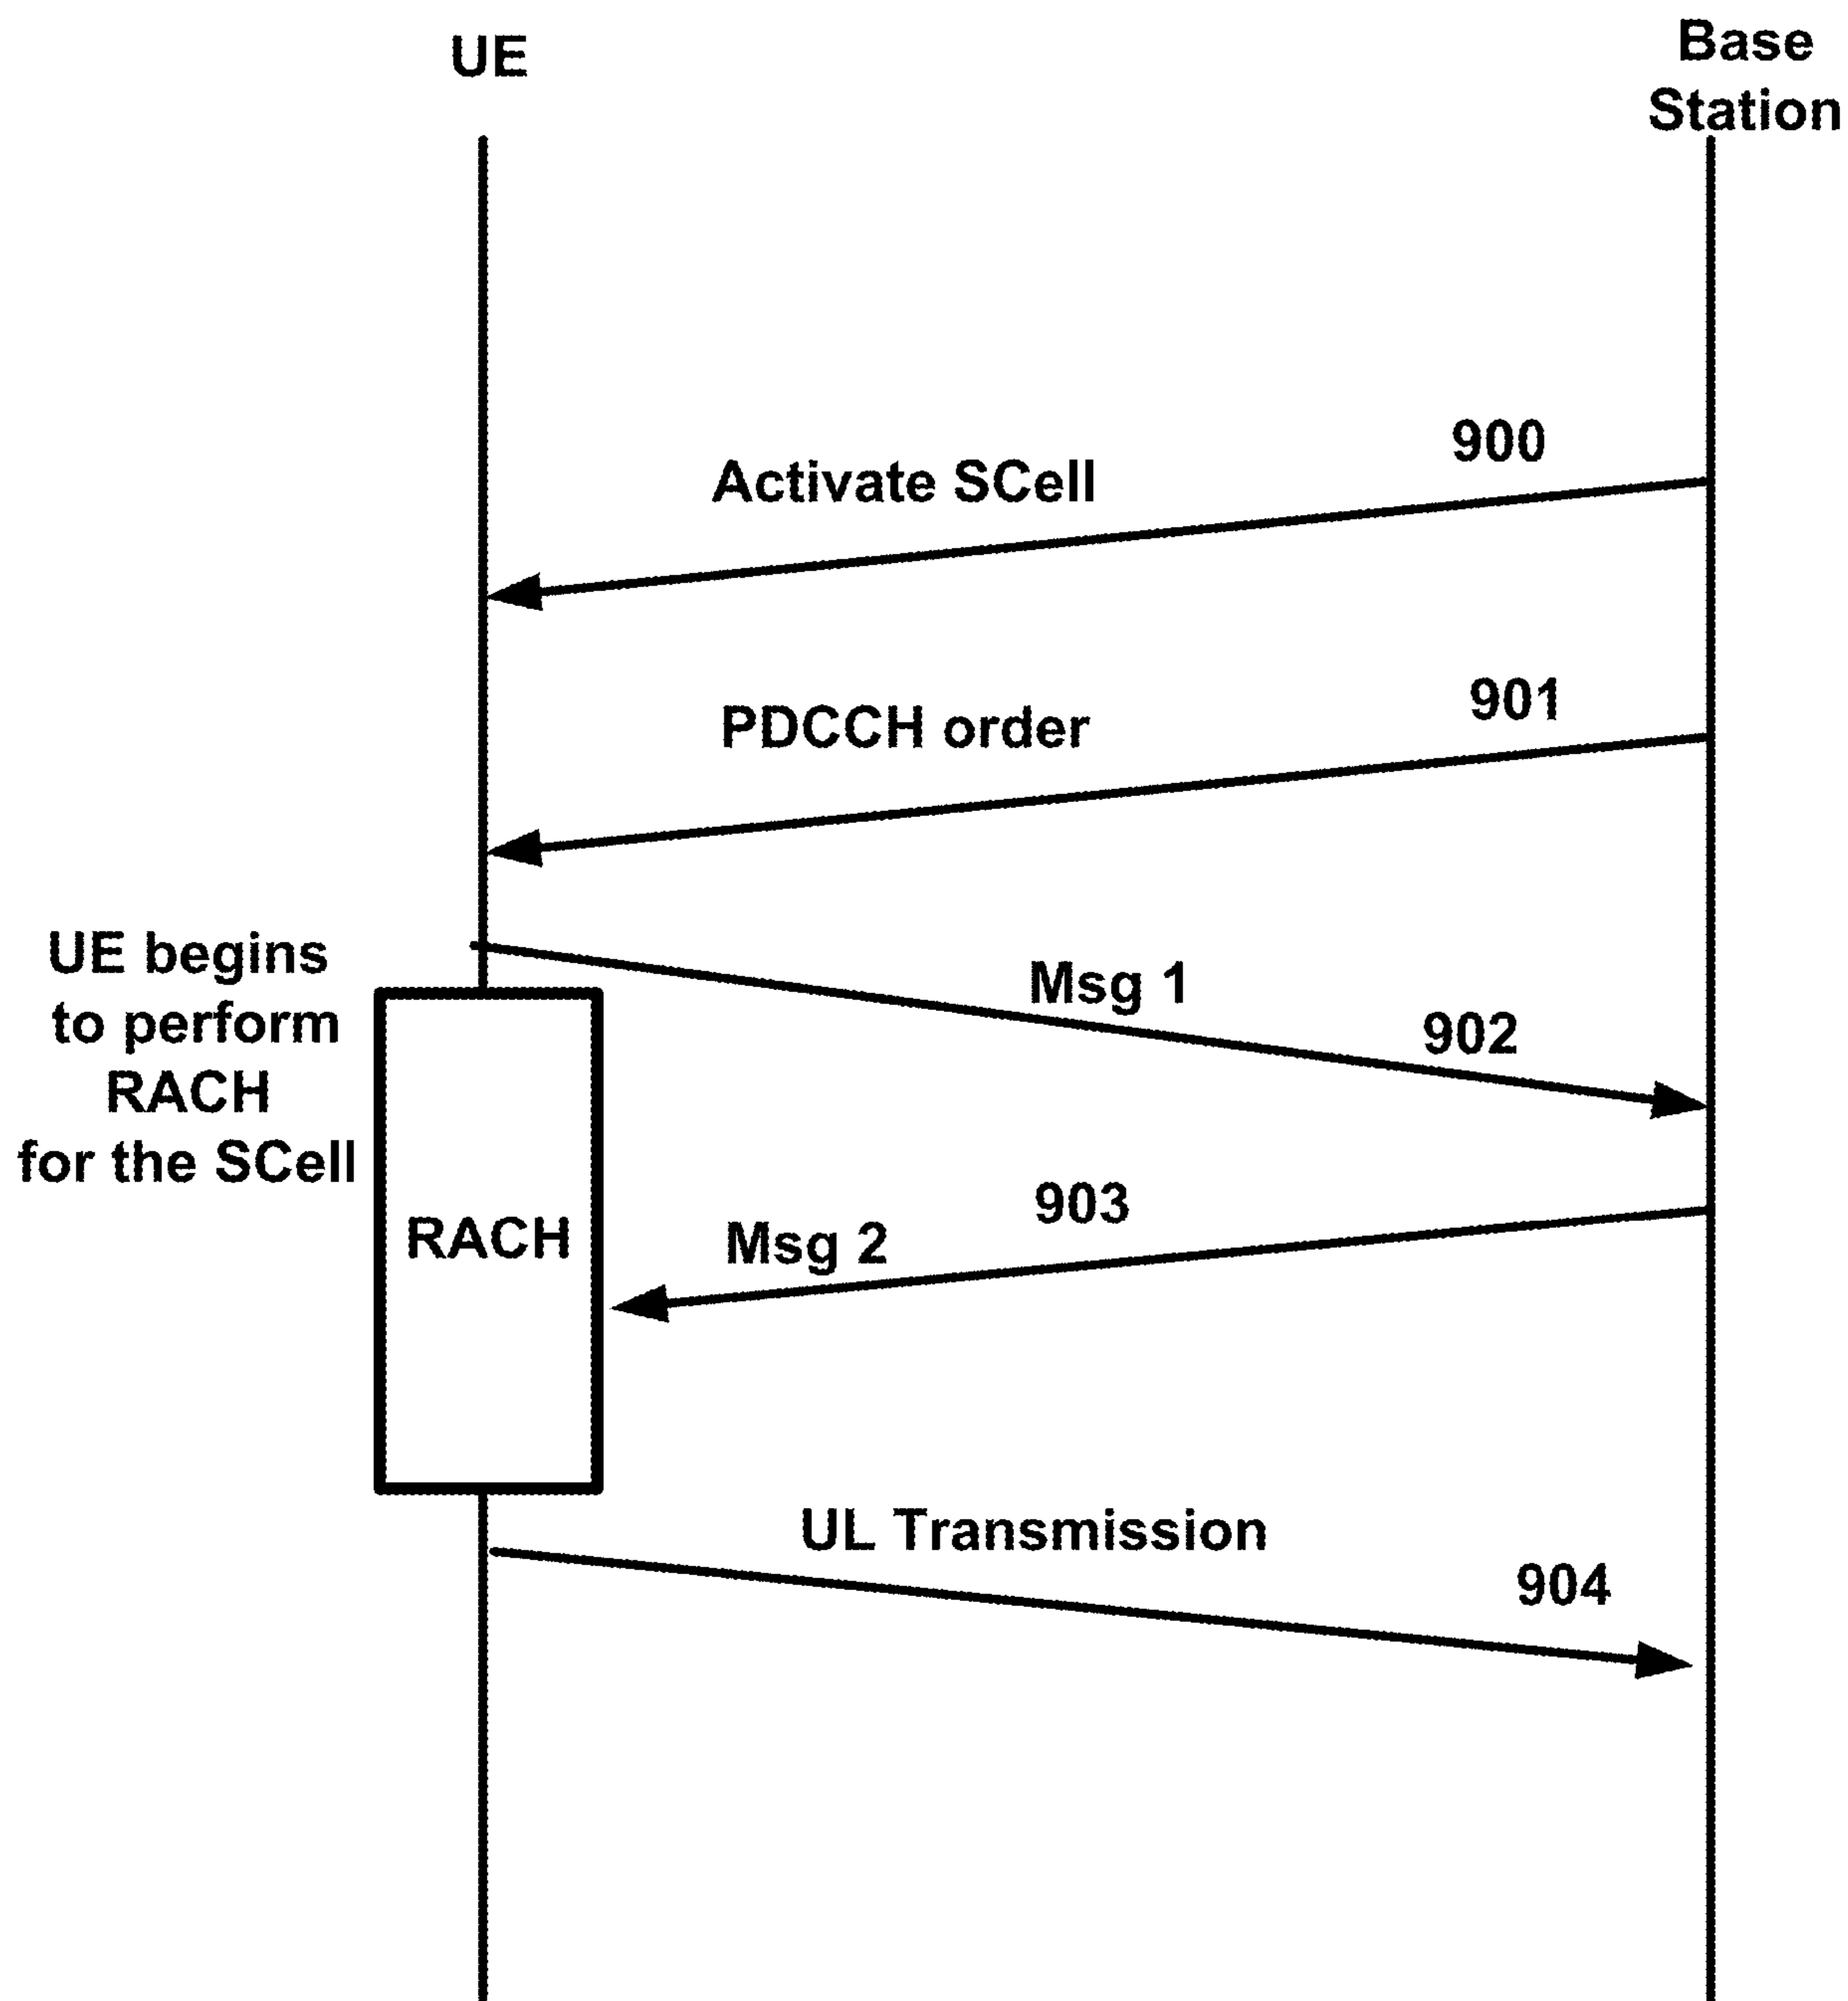 UE
Base
Station
900
Activate SCell
901
PDCCH order
UE begins
to perform
RACH
for the SCell
Msg 1
902
903
Msg 2
RACH
UL Transmission
904